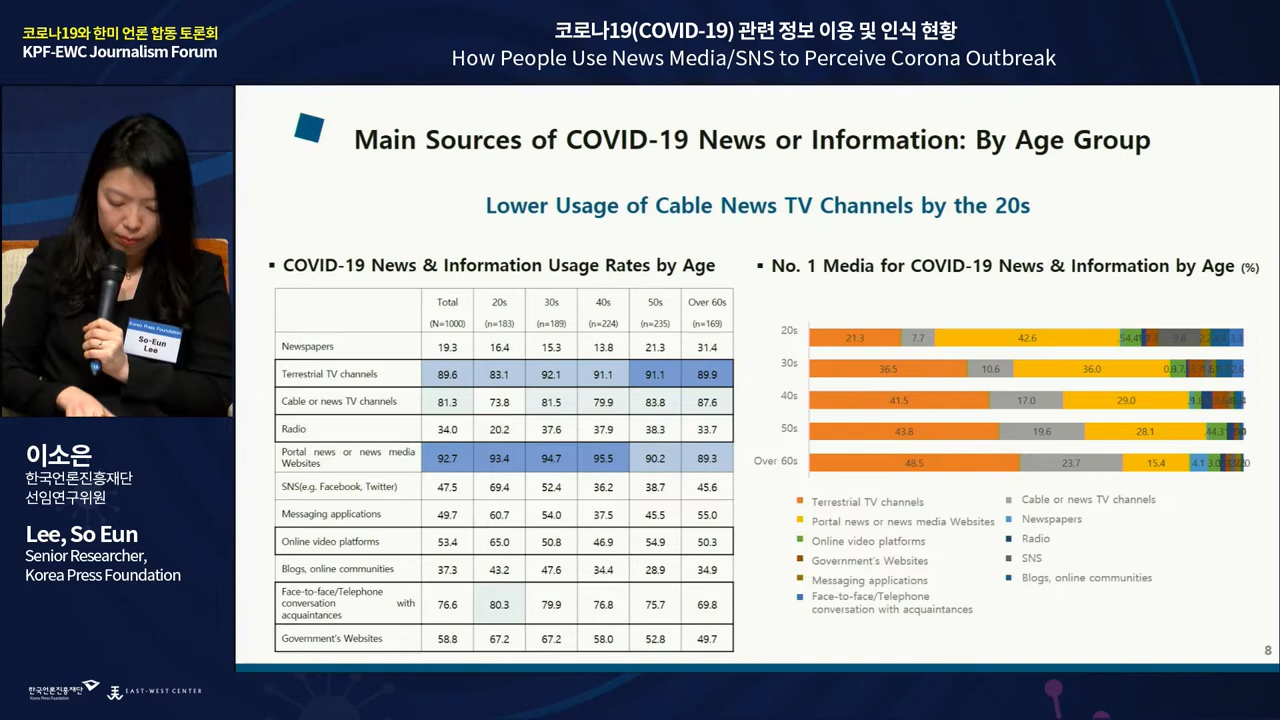 코로나19와 한미 언론 합동 토론회
KPF-EWC Journalism Forum
코로나19(COVID-19) 관련 정보 이용 및 인식 현황
How People Use News Media/SNS to Perceive Corona Outbreak
Korea Press Foundation
So-Eun
Lee
이소은
한국언론진흥재단
선임연구위원
Lee, So Eun
Senior Researcher,
Korea Press Foundation
한국언론진흥재단
Korea Press Foundation
EAST-WEST CENTER
Main Sources of COVID-19 News or Information: By Age Group
Lower Usage of Cable News TV Channels by the 20s
▪ COVID-19 News & Information Usage Rates by Age
Total 20s 30s 40s 50s Over 60s
(N=1000) (n=183) (n=189) (n=224) (n=235) (n=169)
Newspapers 19.3 16.4 15.3 13.8 21.3 31.4
Terrestrial TV channels 89.6 83.1 92.1 91.1 91.1 89.9
Cable or news TV channels 81.3 73.8 81.5 79.9 83.8 87.6
Radio 34.0 20.2 37.6 37.9 38.3 33.7
Portal news or news media
Websites 92.7 93.4 94.7 95.5 90.2 89.3
SNS(e.g. Facebook, Twitter) 47.5 69.4 52.4 36.2 38.7 45.6
Messaging applications 49.7 60.7 54.0 37.5 45.5 55.0
Online video platforms 53.4 65.0 50.8 46.9 54.9 50.3
Blogs, online communities 37.3 43.2 47.6 34.4 28.9 34.9
Face-to-face/Telephone
conversation with
acquaintances 76.6 80.3 79.9 76.8 75.7 69.8
Government's Websites 58.8 67.2 67.2 58.0 52.8 49.7
▪ No. 1 Media for COVID-19 News & Information by Age (%)
20s 21.3 7.7 42.6 9.8
30s 36.5 10.6 36.0
40s 41.5 17.0 29.0
50s 43.8 19.6 28.1
Over 60s 48.5 23.7 15.4 4.1 3.0
Terrestrial TV channels
Cable or news TV channels
Portal news or news media Websites
Newspapers
Online video platforms
Radio
Government's Websites
SNS
Messaging applications
Blogs, online communities
Face-to-face/Telephone
conversation with acquaintances
8